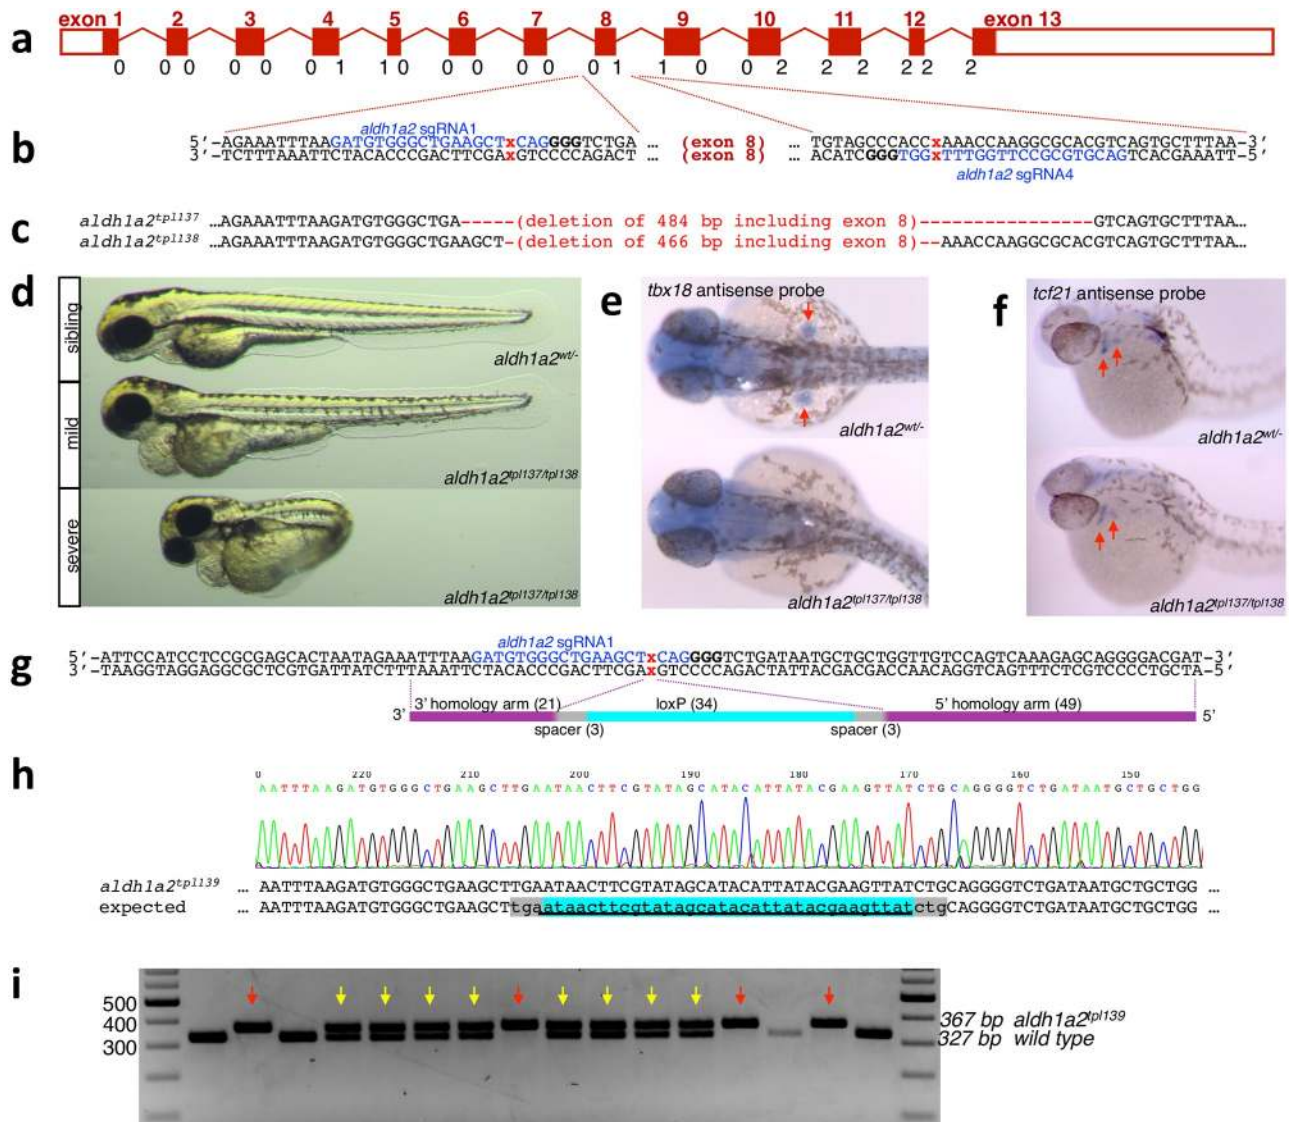 a
exon 1 2 3 4 5 6 7 8 9 10 11 12 exon 13
0 0 0 0 0 0 0 1 1 0 0 0 0 0 0 1 1 0 0 2 2 2 2 2 2
b
aldh1a2 sgRNA1
5'-AGAAATTTAAGATGTGGGCTGAAGCTxCAGGGGTCTGA ... (exon 8) ... TGTAGCCCACCxAAACCAAGGCGCACGTCAGTGCTTTAA-3'
3'-TCTTTAAATTCTACACCCGACTTCGAxGTCCCCAGACT ... (exon 8) ... ACATCGGGTGGxTTTGGTTCCGCGTGCAGTCACGAAATT-5'
aldh1a2 sgRNA4
c
aldh1a2tpl137 ...AGAAATTTAAGATGTGGGCTGA-----(deletion of 484 bp including exon 8)----------------GTCAGTGCTTTAA...
aldh1a2tpl138 ...AGAAATTTAAGATGTGGGCTGAAGCT-(deletion of 466 bp including exon 8)--AAACCAAGGCGCACGTCAGTGCTTTAA...
d
sibling
aldh1a2wt/-
mild
aldh1a2tpl137/tpl138
severe
aldh1a2tpl137/tpl138
e
tbx18 antisense probe
aldh1a2wt/-
aldh1a2tpl137/tpl138
f
tcf21 antisense probe
aldh1a2wt/-
aldh1a2tpl137/tpl138
g
aldh1a2 sgRNA1
5'-ATTCCATCCTCCGCGAGCACTAATAGAAATTTAAGATGTGGGCTGAAGCTxCAGGGGTCTGATAATGCTGCTGGTTGTCCAGTCAAAGAGCAGGGGACGAT-3'
3'-TAAGGTAGGAGGCGCTCGTGATTATCTTTAAATTCTACACCCGACTTCGAxGTCCCCAGACTATTACGACGACCAACAGGTCAGTTTCTCGTCCCCTGCTA-5'
3' 3' homology arm (21) loxP (34) 5' homology arm (49) 5'
spacer (3) spacer (3)
h
0 220 210 200 190 180 170 160 150
AATTTAAGATGTGGGCTGAAGCTTGAATAACTTCGTATAGCATACATTATACGAAGTTATCTGCAGGGGTCTGATAATGCTGCTGG
aldh1a2tpl139 ... AATTTAAGATGTGGGCTGAAGCTTGAATAACTTCGTATAGCATACATTATACGAAGTTATCTGCAGGGGTCTGATAATGCTGCTGG ...
expected ... AATTTAAGATGTGGGCTGAAGCTtgaataacttcgtatagcatacattatacgaagttatctgCAGGGGTCTGATAATGCTGCTGG ...
i
500
400
300
367 bp aldh1a2tpl139
327 bp wild type